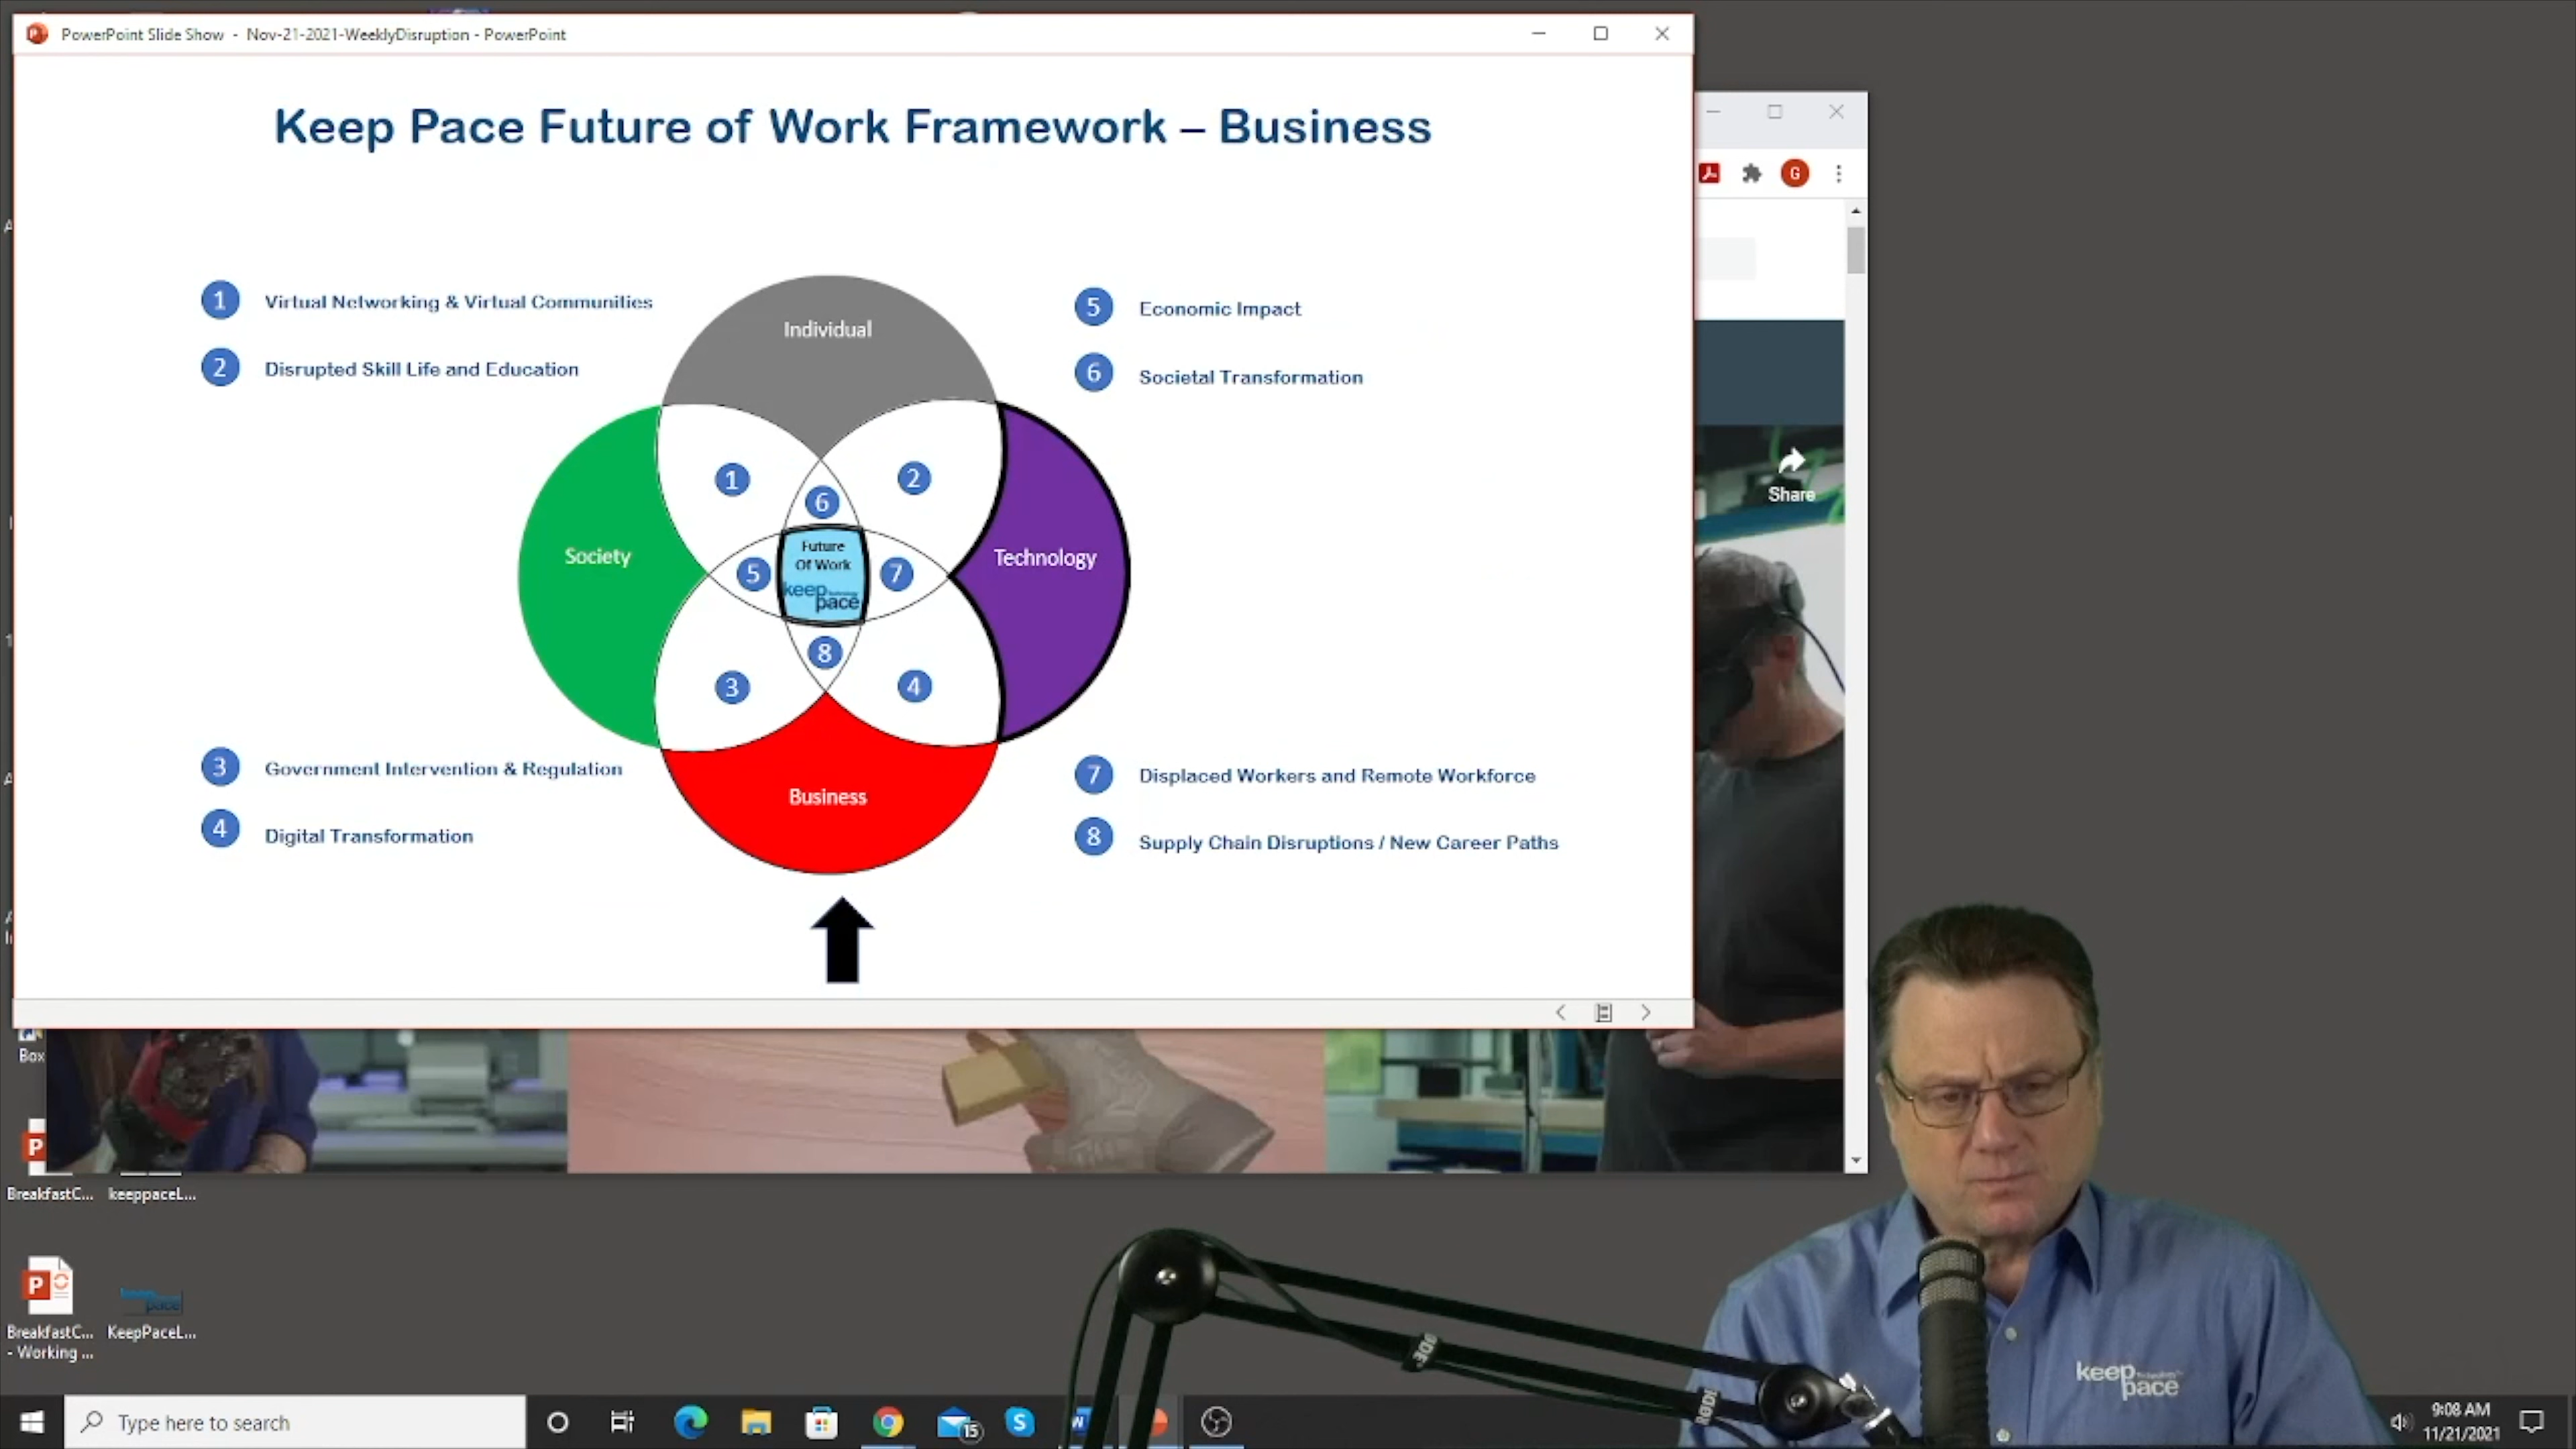 PowerPoint Slide Show - Nov-21-2021-WeeklyDisruption - PowerPoint
Keep Pace Future of Work Framework – Business
1 Virtual Networking & Virtual Communities
2 Disrupted Skill Life and Education
5 Economic Impact
6 Societal Transformation
Individual
Society
Technology
Business
1
2
6
5
Future
Of Work
keep
pace
7
8
3
4
3 Government Intervention & Regulation
4 Digital Transformation
7 Displaced Workers and Remote Workforce
8 Supply Chain Disruptions / New Career Paths
G
Share
Box
BreakfastC...
keeppaceL...
BreakfastC...
- Working ...
KeepPaceL...
keep
pace
RODE
Type here to search
15
9:08 AM
11/21/2021